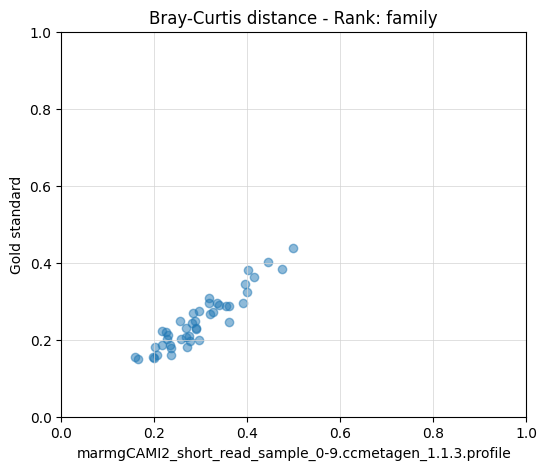 Bray-Curtis distance - Rank: family
1.0
0.8
0.6
0.4
0.2
0.0
Gold standard
0.0 0.2 0.4 0.6 0.8 1.0
marmgCAMI2_short_read_sample_0-9.ccmetagen_1.1.3.profile